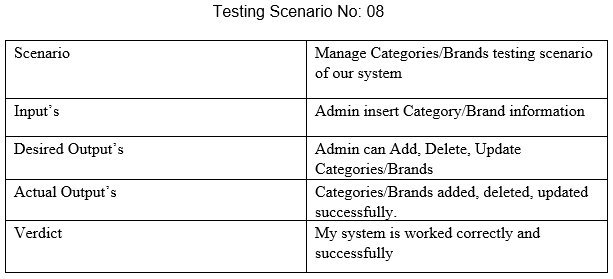 Testing Scenario No: 08
Scenario
Manage Categories/Brands testing scenario
of our system
Input’s
Admin insert Category/Brand information
Desired Output’s
Admin can Add, Delete, Update
Categories/Brands
Actual Output’s
Categories/Brands added, deleted, updated
successfully.
Verdict
My system is worked correctly and
successfully